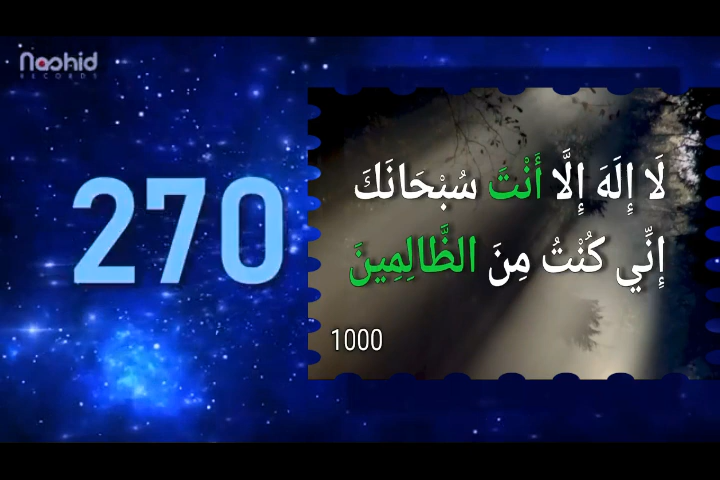 Nashid
RECORDS
270
لَا إِلَهَ إِلَّا أَنْتَ سُبْحَانَكَ
إِنِّي كُنْتُ مِنَ الظَّالِمِينَ
1000